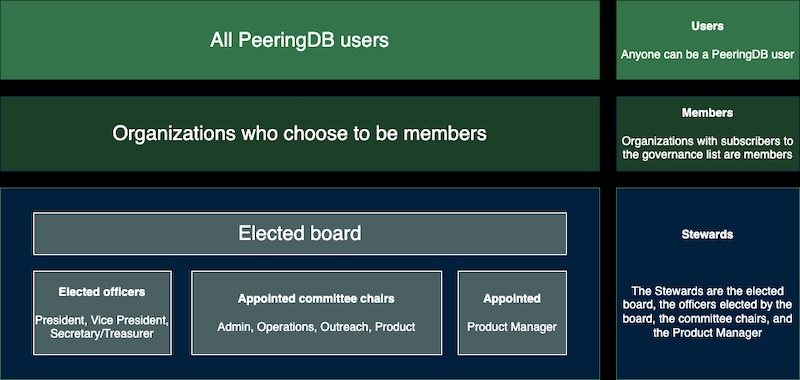 All PeeringDB users
Users
Anyone can be a PeeringDB user
Organizations who choose to be members
Members
Organizations with subscribers to
the governance list are members
Elected board
Elected officers
President, Vice President,
Secretary/Treasurer
Appointed committee chairs
Admin, Operations, Outreach, Product
Appointed
Product Manager
Stewards
The Stewards are the elected
board, the officers elected by the
board, the committee chairs, and
the Product Manager